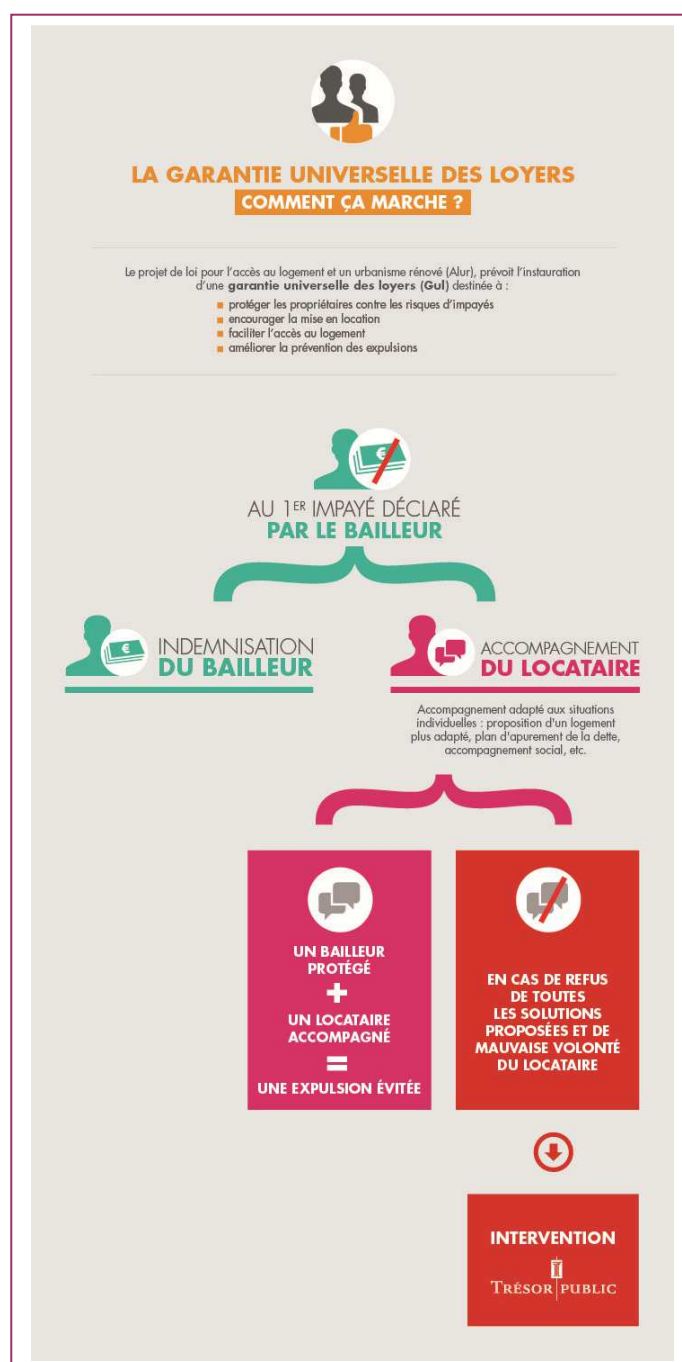 LA GARANTIE UNIVERSELLE DES LOYERS
COMMENT ÇA MARCHE ?
Le projet de loi pour l'accès au logement et un urbanisme rénové (Alur), prévoit l'instauration
d'une garantie universelle des loyers (Gul) destinée à :
protéger les propriétaires contre les risques d'impayés
encourager la mise en location
faciliter l'accès au logement
améliorer la prévention des expulsions
€
AU 1ER IMPAYÉ DÉCLARÉ
PAR LE BAILLEUR
€
INDEMNISATION
DU BAILLEUR
ACCOMPAGNEMENT
DU LOCATAIRE
Accompagnement adapté aux situations
individuelles : proposition d'un logement
plus adapté, plan d'apurement de la dette,
accompagnement social, etc.
UN BAILLEUR
PROTÉGÉ
+
UN LOCATAIRE
ACCOMPAGNÉ
=
UNE EXPULSION ÉVITÉE
EN CAS DE REFUS
DE TOUTES
LES SOLUTIONS
PROPOSÉES ET DE
MAUVAISE VOLONTÉ
DU LOCATAIRE
INTERVENTION
TRÉSOR PUBLIC